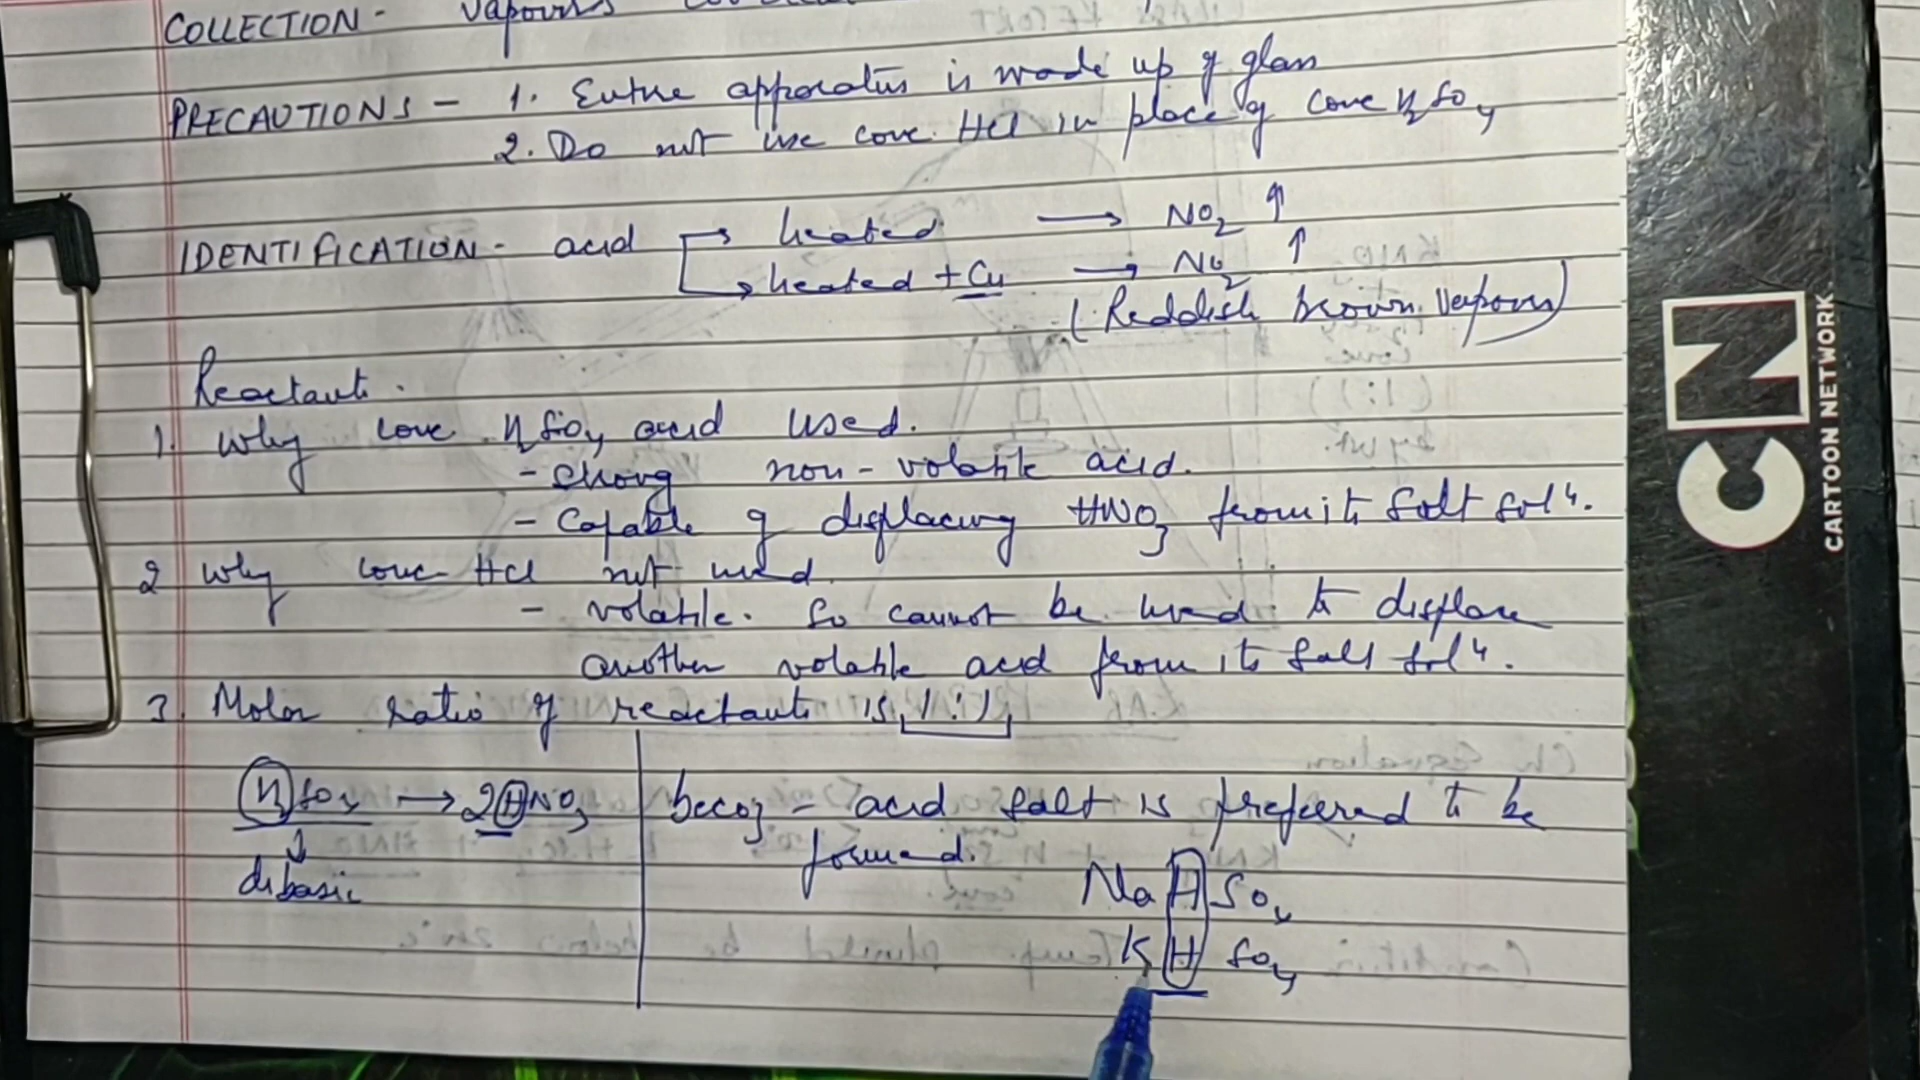 COLLECTION - Vapours
PRECAUTIONS - 1. Entire apparatus is made up of glass
2. Do not use conc. HCl in place of conc H2SO4
IDENTIFICATION - acid heated → NO2 ↑
heated + Cu → NO2 ↑
(Reddish brown vapours)
Reactants.
1. Why conc H2SO4 acid used.
- Strong non-volatile acid.
- Capable of displacing HNO3 from its salt solⁿ.
2 Why conc HCl not used
- volatile. So cannot be used to displace
another volatile acid from its salt solⁿ.
3. Molar ratio of reactants is 1:1
H2SO4 → 2HNO3
dibasic
becoz - acid salt is preferred to be
formed.
NaHSO4
KHSO4
CN
CARTOON NETWORK